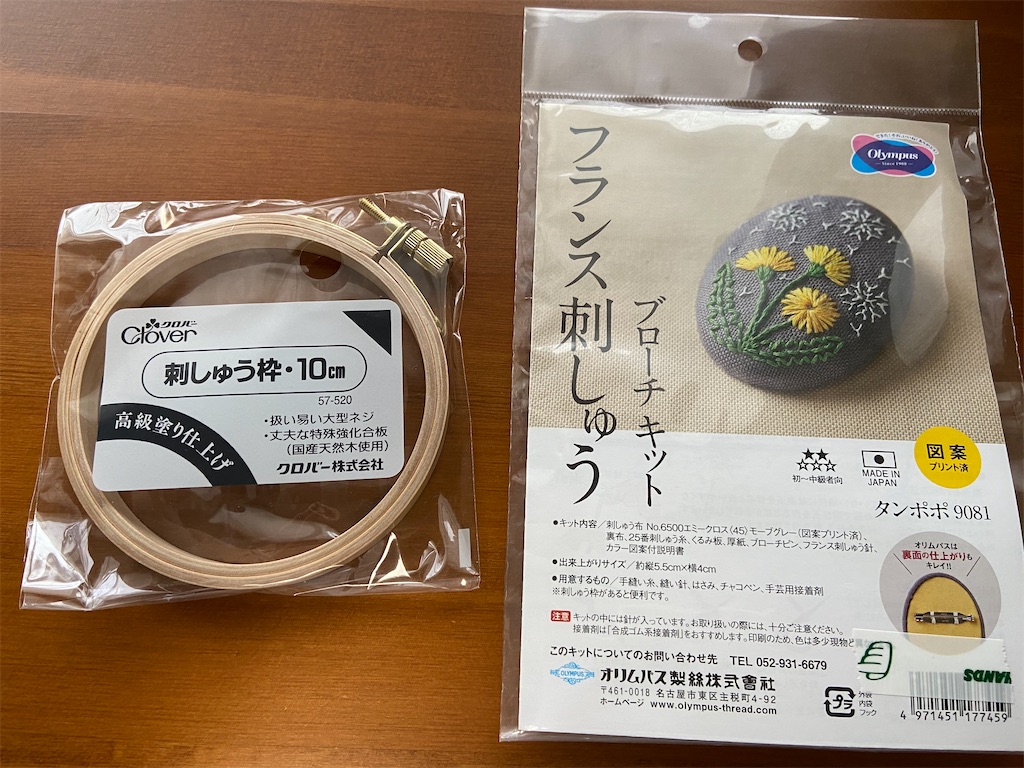 クロバー
Clover
刺しゅう枠・10cm
57-520
高級塗り仕上げ
・扱い易い大型ネジ
・丈夫な特殊強化合板
（国産天然木使用）
クロバー株式会社
Olympus
Since 1908
フランス刺しゅう
ブローチキット
初〜中級者向
MADE IN
JAPAN
図案
プリント済
タンポポ 9081
●キット内容／刺しゅう布 No.6500エミークロス（45）モーブグレー（図案プリント済）、
裏布、25番刺しゅう糸、くるみ板、厚紙、ブローチピン、フランス刺しゅう針、
カラー図案付説明書
●出来上がりサイズ／約縦5.5cm×横4cm
●用意するもの／手縫い糸、縫い針、はさみ、チャコペン、手芸用接着剤
※刺しゅう枠があると便利です。
オリムパスは
裏面の仕上がりも
キレイ!!
注意 キットの中には針が入っています。お取り扱いの際には、十分ご注意ください。
接着剤は「合成ゴム系接着剤」をおすすめします。印刷のため、色は多少現物と異
このキットについてのお問い合わせ先 TEL 052-931-6679
OLYMPUS
オリムパス製絲株式會社
〒461-0018 名古屋市東区主税町4-92
ホームページ www.olympus-thread.com
プラ
外袋
内袋
フック
HANDS
4 971451 177459